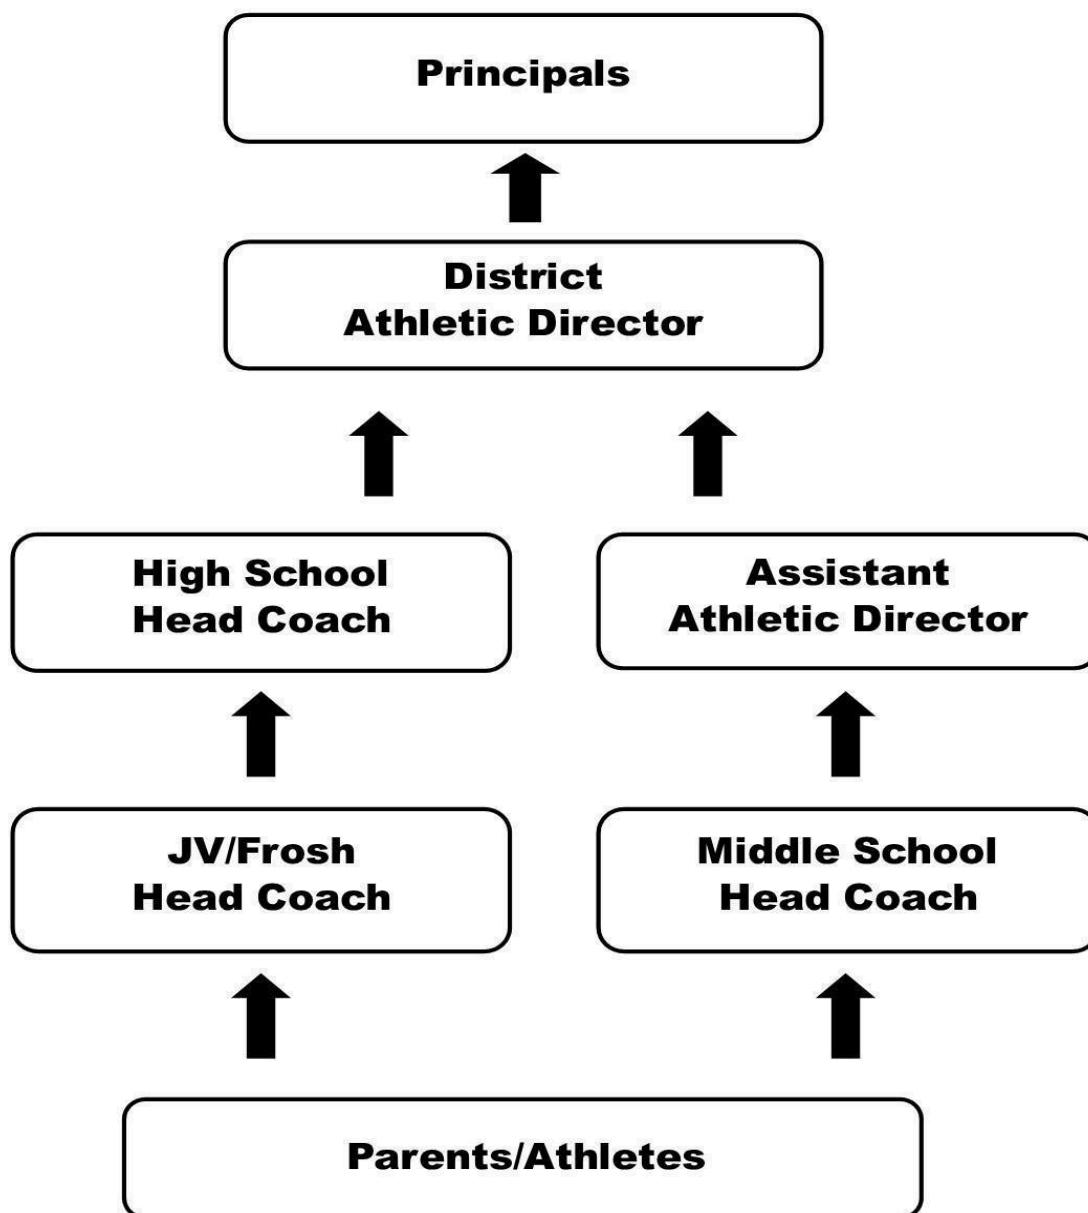 Principals
District
Athletic Director
High School
Head Coach
Assistant
Athletic Director
JV/Frosh
Head Coach
Middle School
Head Coach
Parents/Athletes